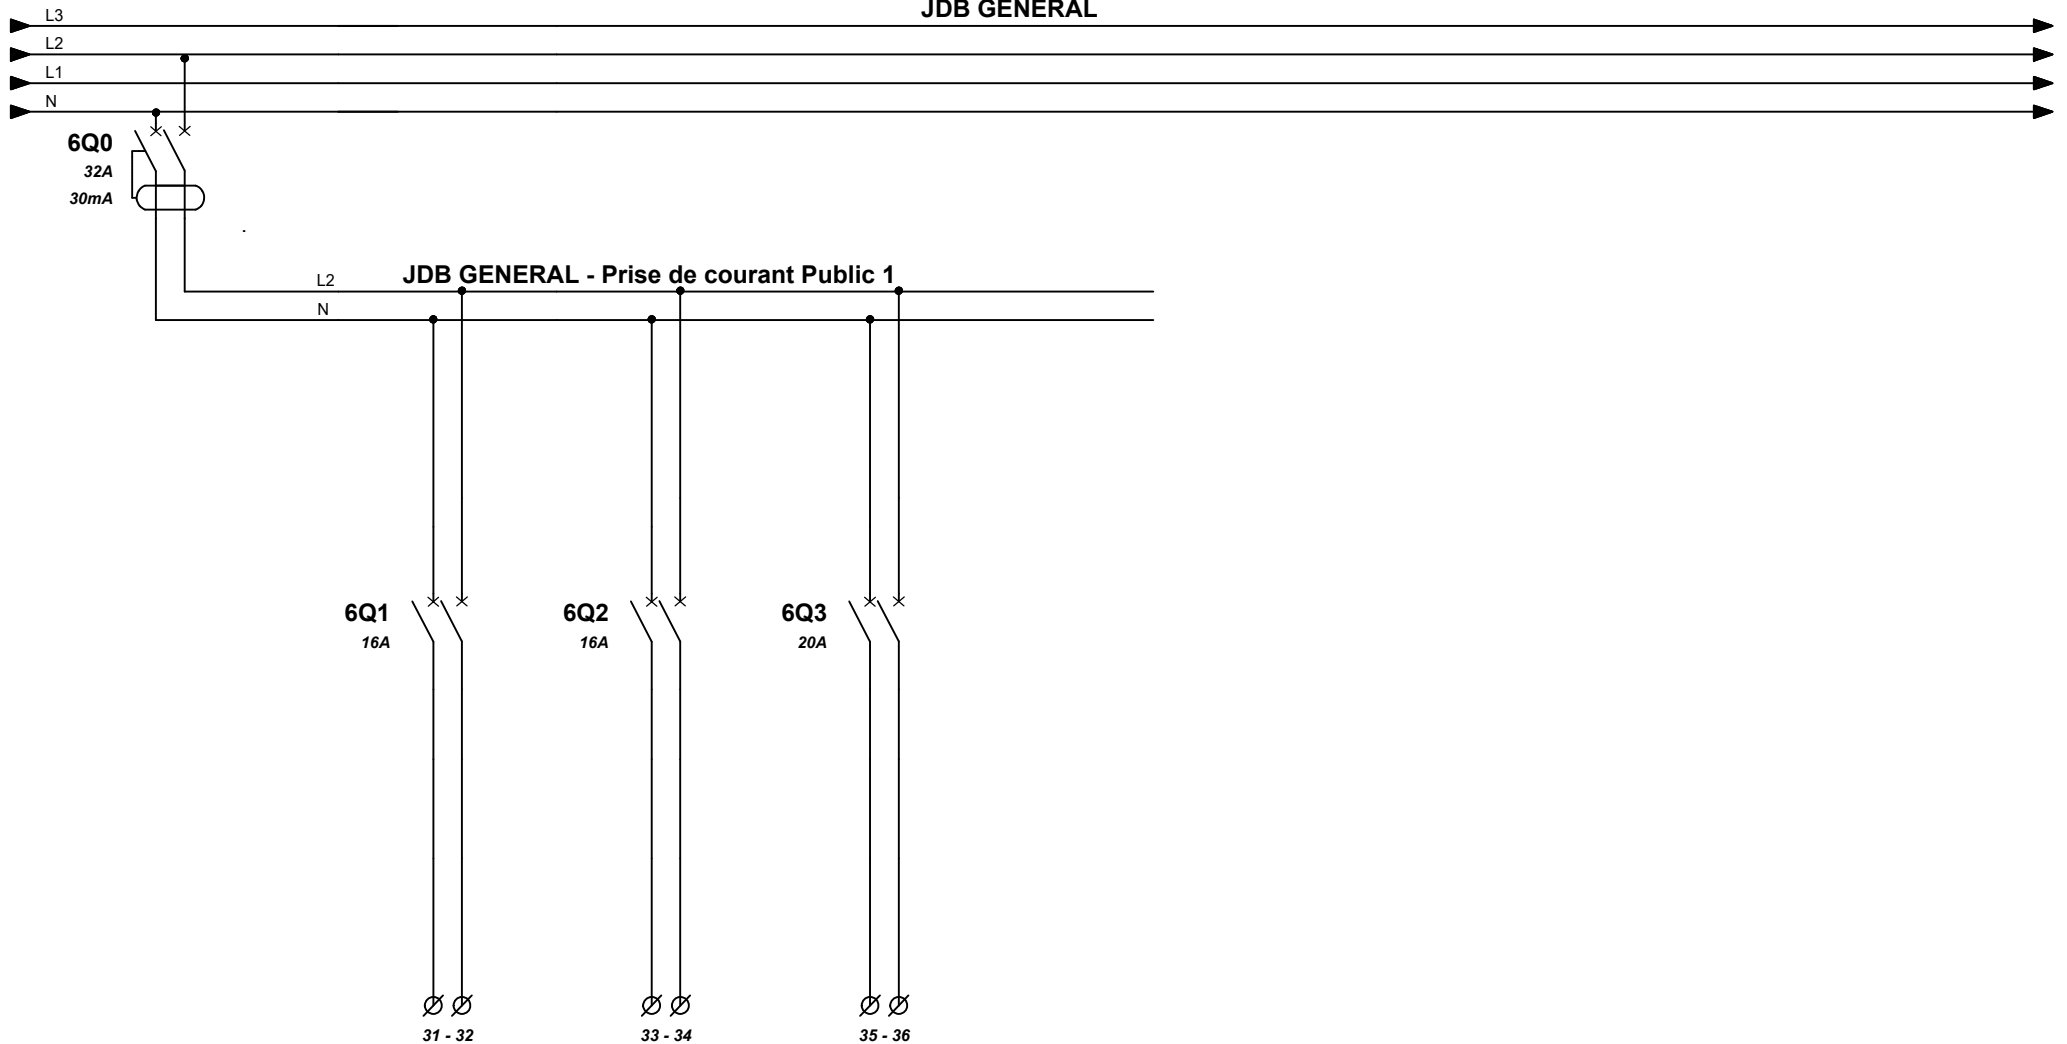 JDB GENERAL
L3
L2
L1
N
6Q0
32A
30mA
.
JDB GENERAL - Prise de courant Public 1
L2
N
6Q1
16A
6Q2
16A
6Q3
20A
31 - 32
33 - 34
35 - 36